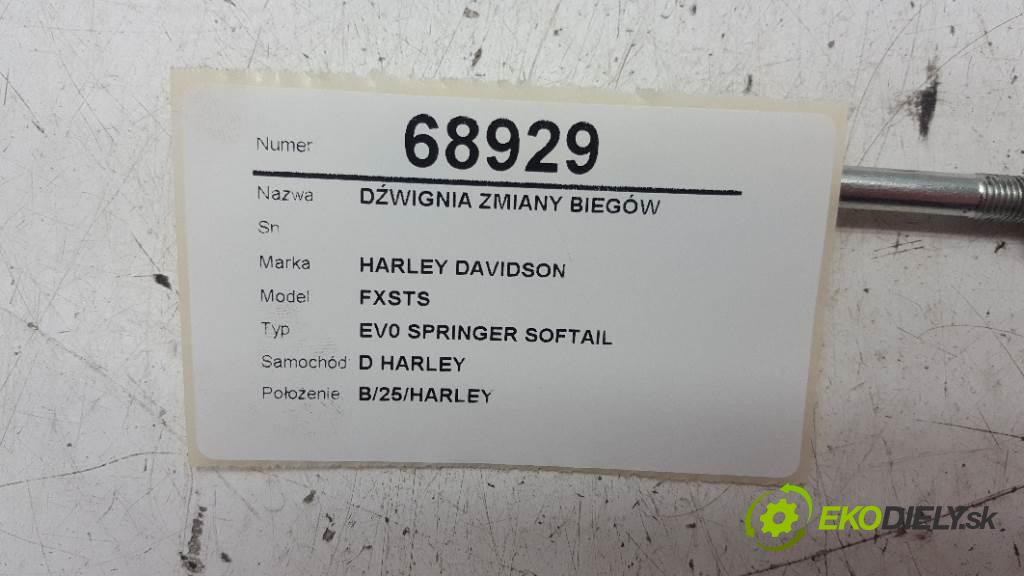 Numer 68929
Nazwa DŹWIGNIA ZMIANY BIEGÓW
Sn
Marka HARLEY DAVIDSON
Model FXSTS
Typ EV0 SPRINGER SOFTAIL
Samochód D HARLEY
Położenie B/25/HARLEY
EKODIELY.sk